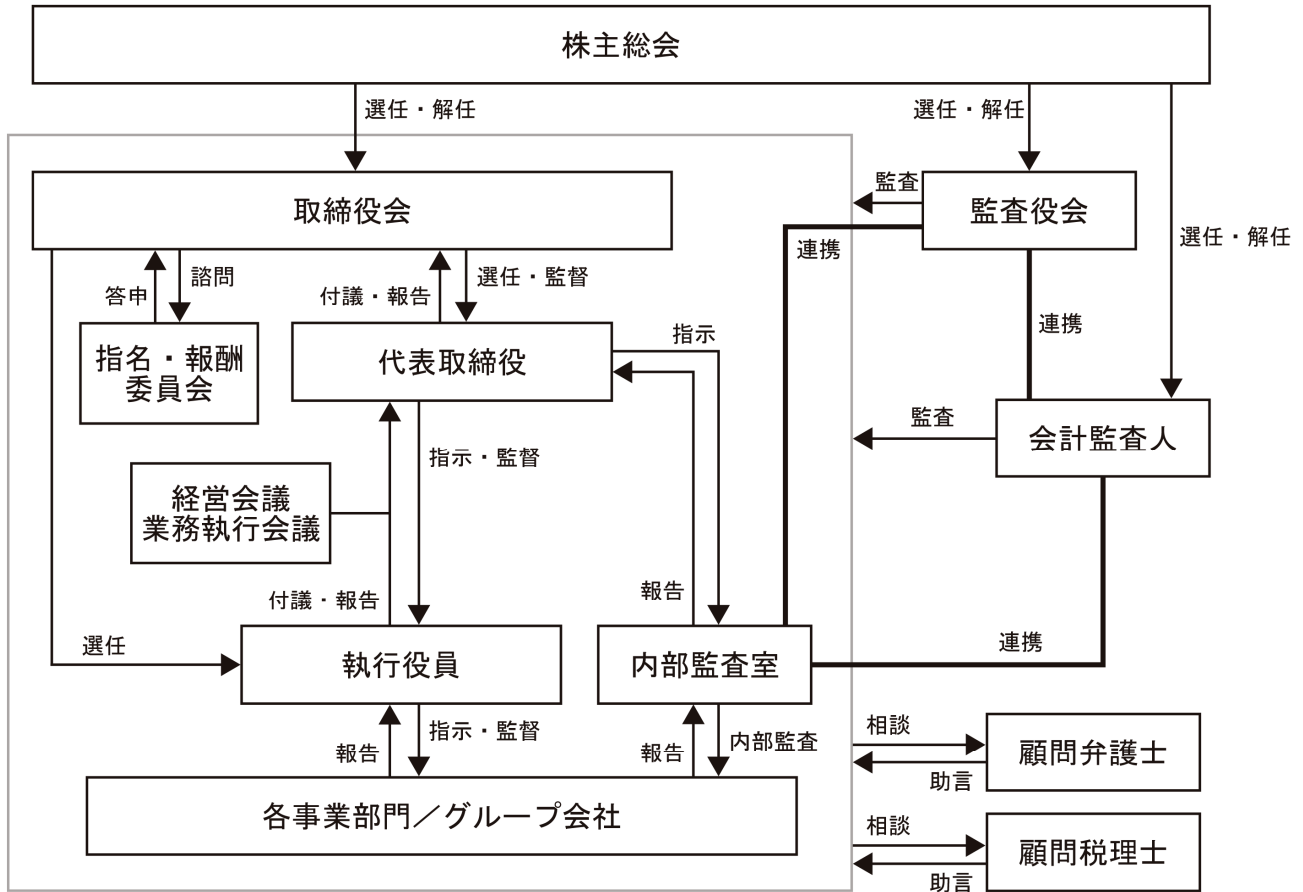 株主総会
選任・解任
選任・解任
選任・解任
取締役会
監査
監査役会
連携
連携
答申
諮問
付議・報告
選任・監督
指名・報酬
委員会
代表取締役
指示
監査
会計監査人
指示・監督
経営会議
業務執行会議
付議・報告
報告
選任
執行役員
内部監査室
連携
報告
指示・監督
報告
内部監査
各事業部門／グループ会社
相談
助言
顧問弁護士
相談
助言
顧問税理士